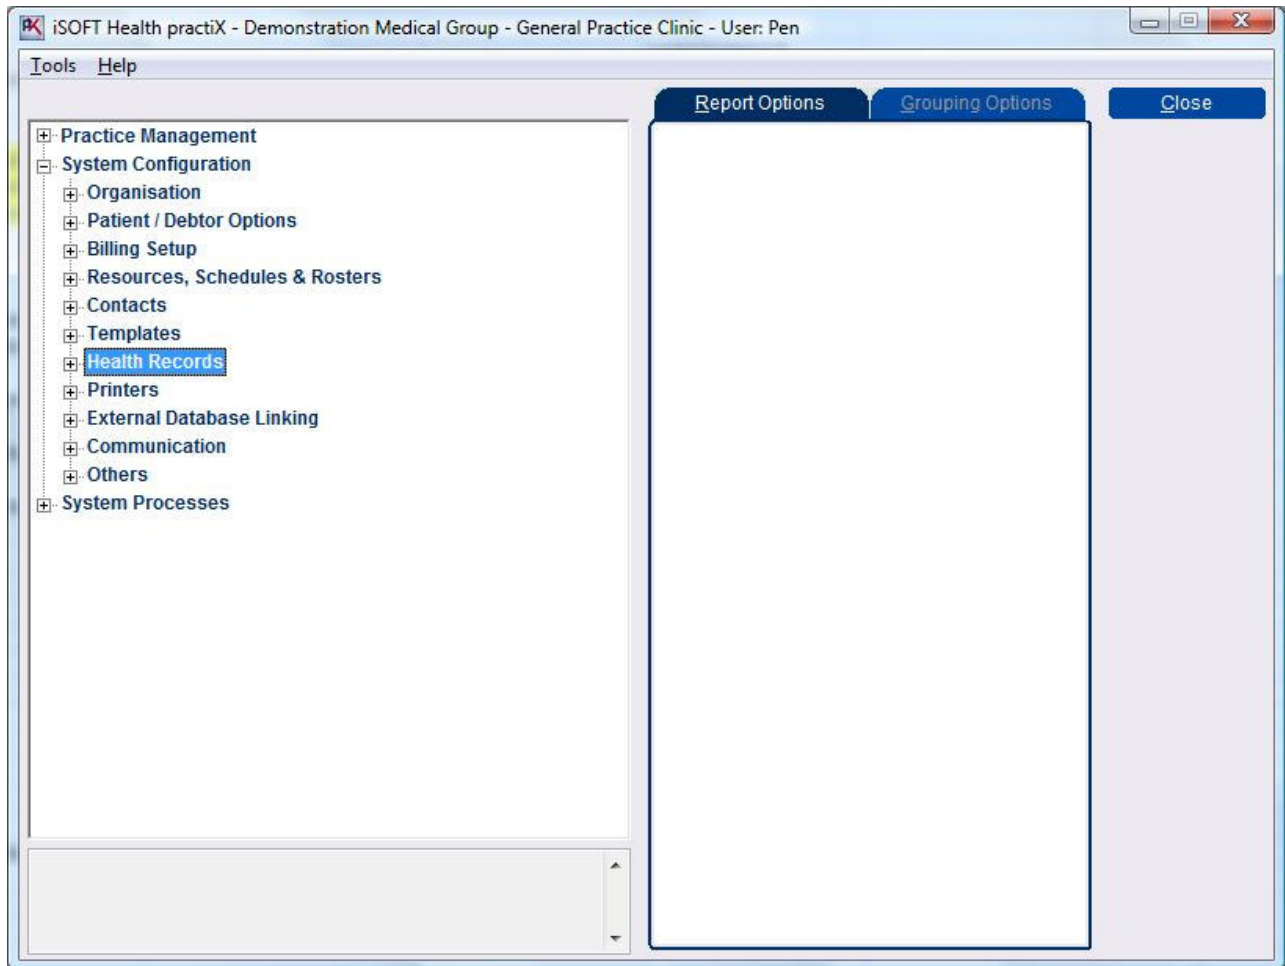 iSOFT Health practiX - Demonstration Medical Group - General Practice Clinic - User: Pen
Tools Help
Report Options Grouping Options Close
Practice Management
System Configuration
Organisation
Patient / Debtor Options
Billing Setup
Resources, Schedules & Rosters
Contacts
Templates
Health Records
Printers
External Database Linking
Communication
Others
System Processes